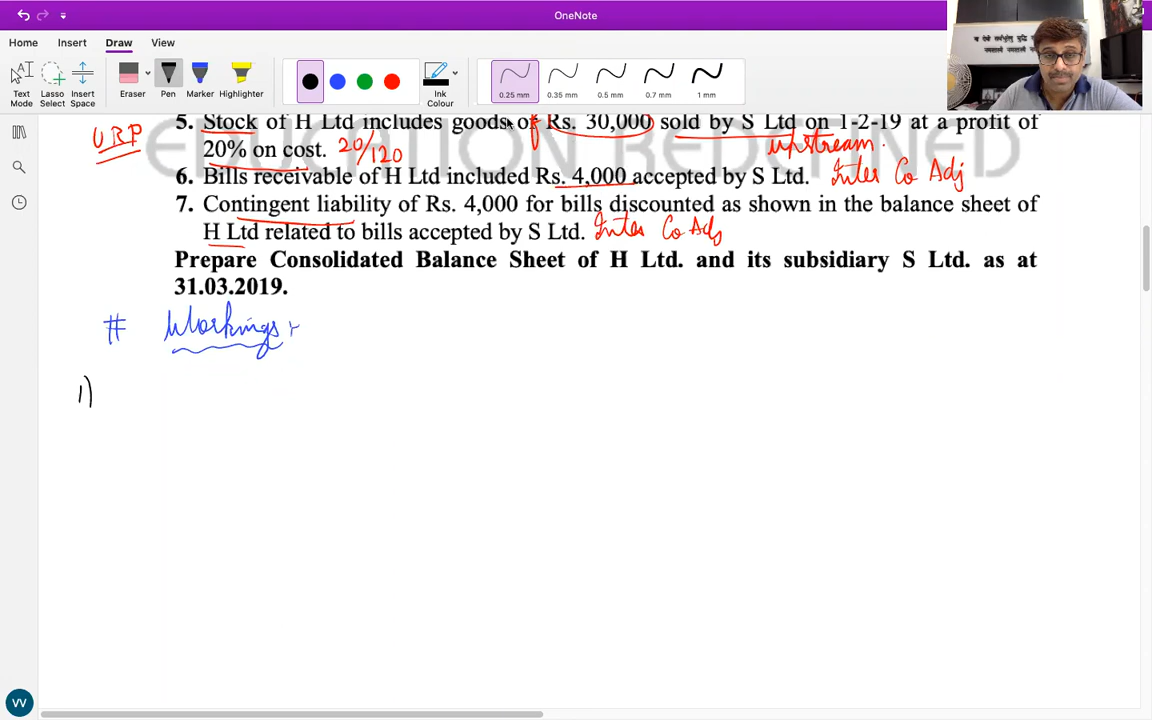 OneNote
Home Insert Draw View
Text Mode
Lasso Select
Insert Space
Eraser
Pen
Marker
Highlighter
Ink Colour
0.25 mm
0.35 mm
0.5 mm
0.7 mm
1 mm
EDUCATION REDEFINED
URP
5. Stock of H Ltd includes goods of Rs. 30,000 sold by S Ltd on 1-2-19 at a profit of
20% on cost. 20/120 upstream.
6. Bills receivable of H Ltd included Rs. 4,000 accepted by S Ltd. Inter Co Adj
7. Contingent liability of Rs. 4,000 for bills discounted as shown in the balance sheet of
H Ltd related to bills accepted by S Ltd. Inter Co Adj
Prepare Consolidated Balance Sheet of H Ltd. and its subsidiary S Ltd. as at
31.03.2019.
# Workings :
1)
VV